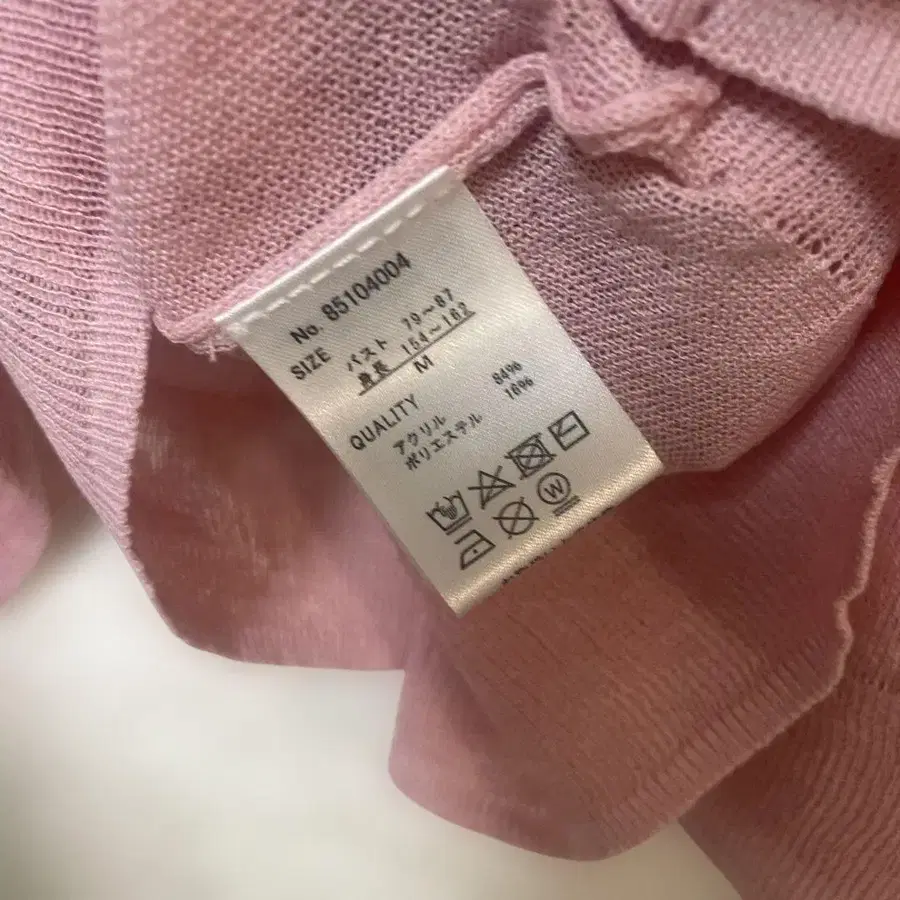 No. 85104004
SIZE バスト 79～87
身長 154～162
M
QUALITY
アクリル 84%
ポリエステル 16%
W